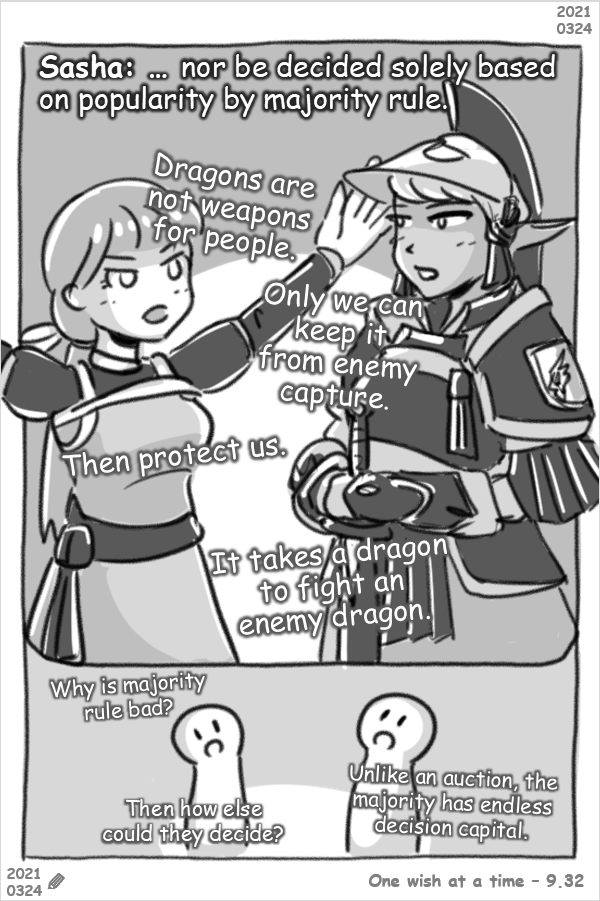 2021
0324
Sasha: … nor be decided solely based
on popularity by majority rule.
Dragons are
not weapons
for people.
Only we can
keep it
from enemy
capture.
Then protect us.
It takes a dragon
to fight an
enemy dragon.
Why is majority
rule bad?
Unlike an auction, the
majority has endless
decision capital.
Then how else
could they decide?
2021
0324
One wish at a time – 9.32